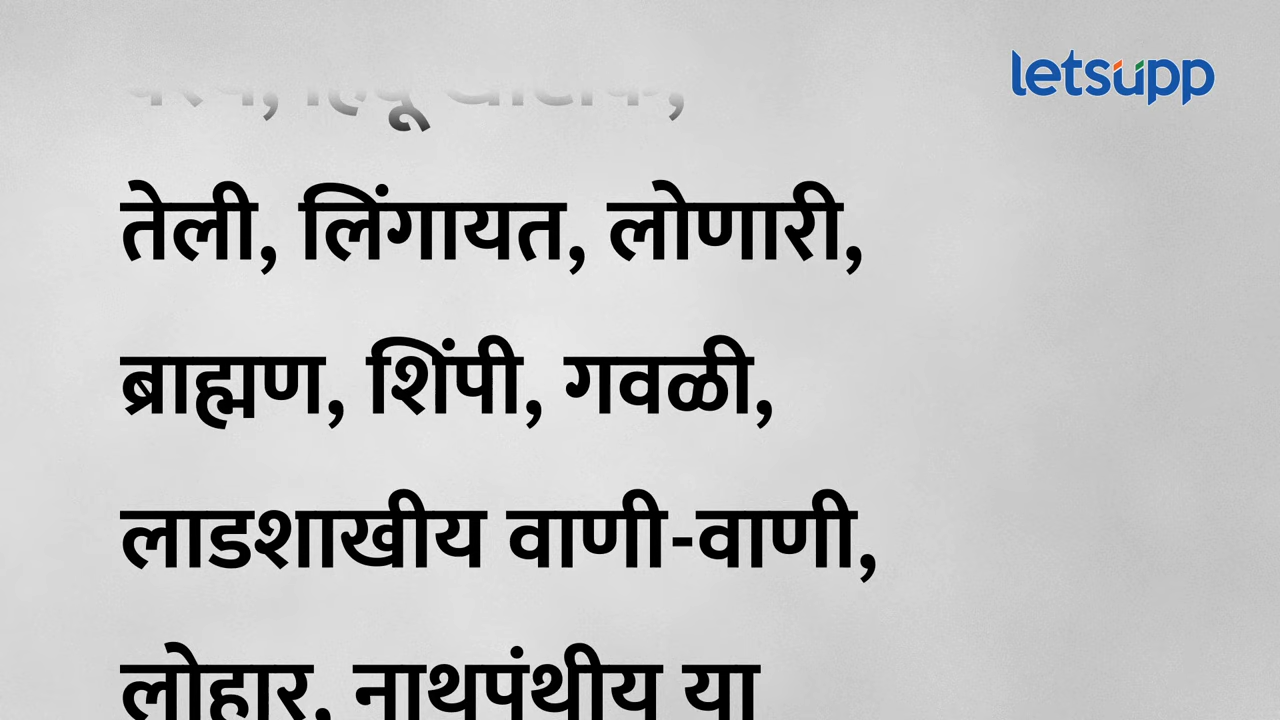 letsupp
हिंदू
तेली, लिंगायत, लोणारी,
ब्राह्मण, शिंपी, गवळी,
लाडशाखीय वाणी-वाणी,
लोहार, नाथपंथीय या